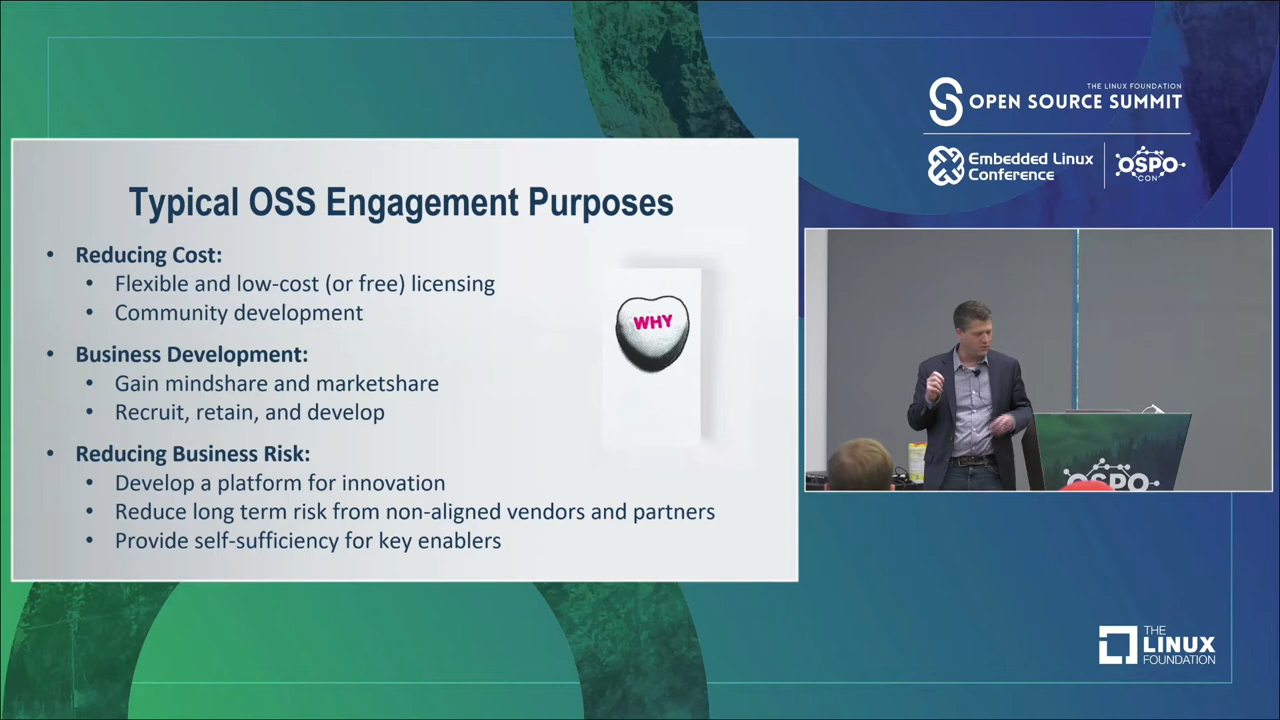 THE LINUX FOUNDATION
OPEN SOURCE SUMMIT
Embedded Linux
Conference
OSPO
CON
Typical OSS Engagement Purposes
• Reducing Cost:
• Flexible and low-cost (or free) licensing
• Community development
• Business Development:
• Gain mindshare and marketshare
• Recruit, retain, and develop
• Reducing Business Risk:
• Develop a platform for innovation
• Reduce long term risk from non-aligned vendors and partners
• Provide self-sufficiency for key enablers
WHY
OSPO
THE
LINUX
FOUNDATION